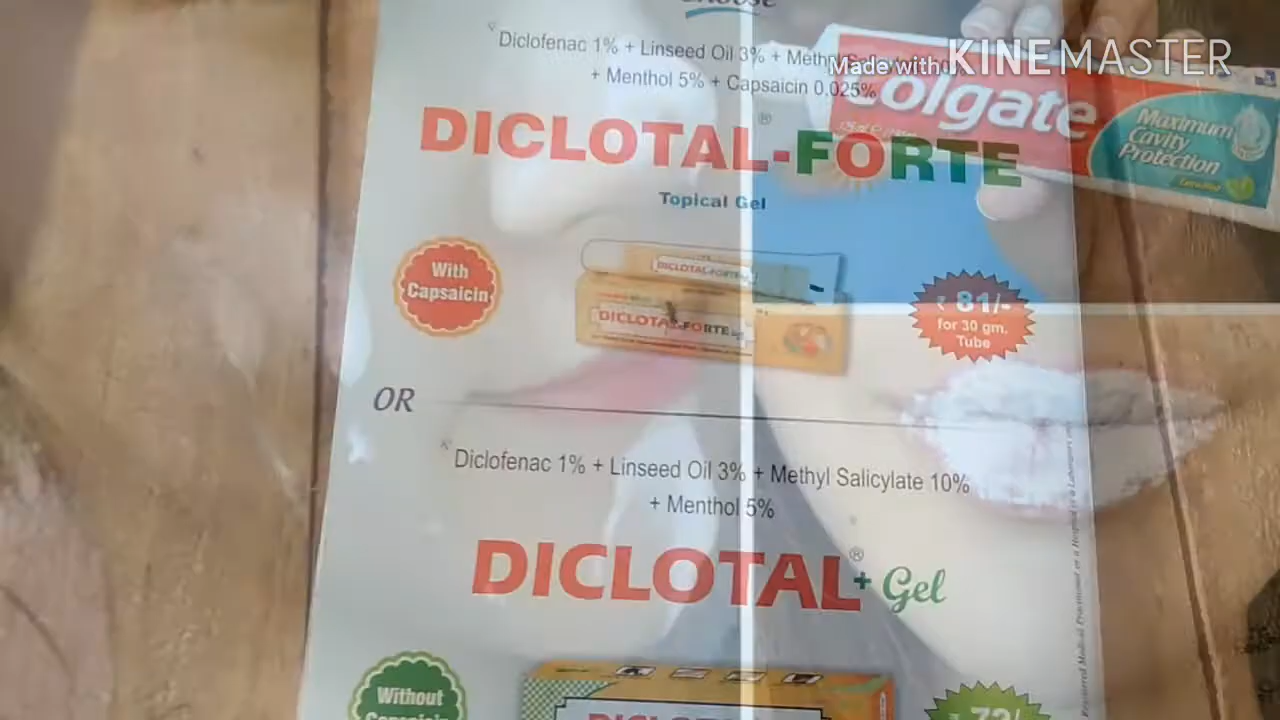 Choose
Diclofenac 1% + Linseed Oil 3% + Methyl
+ Menthol 5% + Capsaicin 0.025%
Made with KINEMASTER
Colgate
Maximum
Cavity
Protection
DICLOTAL®-FORTE
Topical Gel
With
Capsaicin
DICLOTAL-FORTE
DICLOTAL-FORTE
₹ 81/-
for 30 gm.
Tube
OR
Diclofenac 1% + Linseed Oil 3% + Methyl Salicylate 10%
+ Menthol 5%
DICLOTAL®+ Gel
Without
Capsaicin